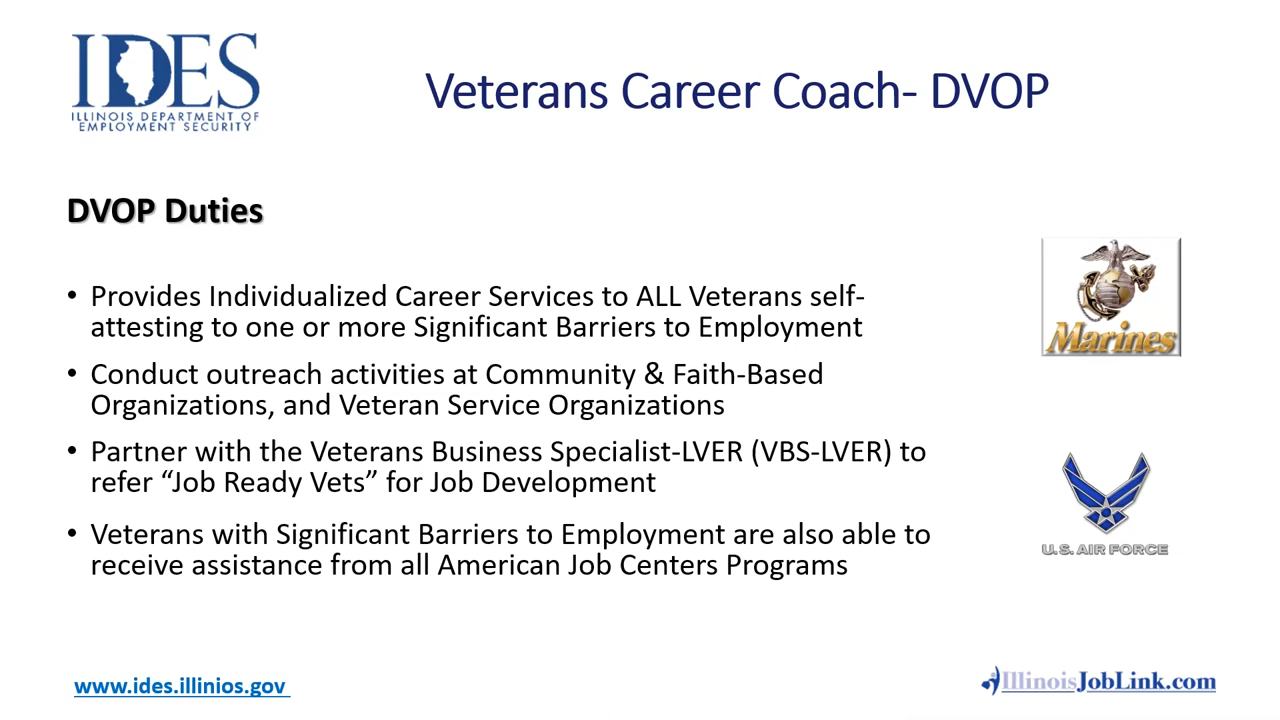 IDES
ILLINOIS DEPARTMENT OF
EMPLOYMENT SECURITY
Veterans Career Coach- DVOP
DVOP Duties
• Provides Individualized Career Services to ALL Veterans self-
attesting to one or more Significant Barriers to Employment
• Conduct outreach activities at Community & Faith-Based
Organizations, and Veteran Service Organizations
• Partner with the Veterans Business Specialist-LVER (VBS-LVER) to
refer “Job Ready Vets” for Job Development
• Veterans with Significant Barriers to Employment are also able to
receive assistance from all American Job Centers Programs
Marines
U.S. AIR FORCE
www.ides.illinios.gov
IllinoisJobLink.com